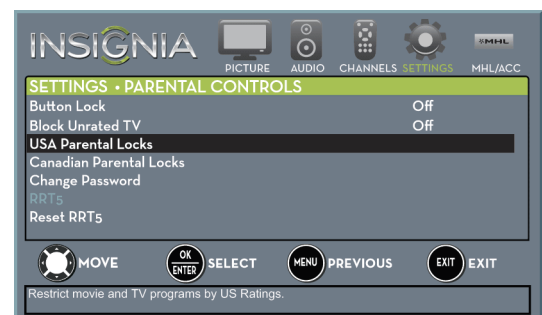 INSIGNIA
PICTURE AUDIO CHANNELS SETTINGS MHL MHL/ACC
SETTINGS • PARENTAL CONTROLS
Button Lock Off
Block Unrated TV Off
USA Parental Locks
Canadian Parental Locks
Change Password
RRT5
Reset RRT5
MOVE OK ENTER SELECT MENU PREVIOUS EXIT EXIT
Restrict movie and TV programs by US Ratings.